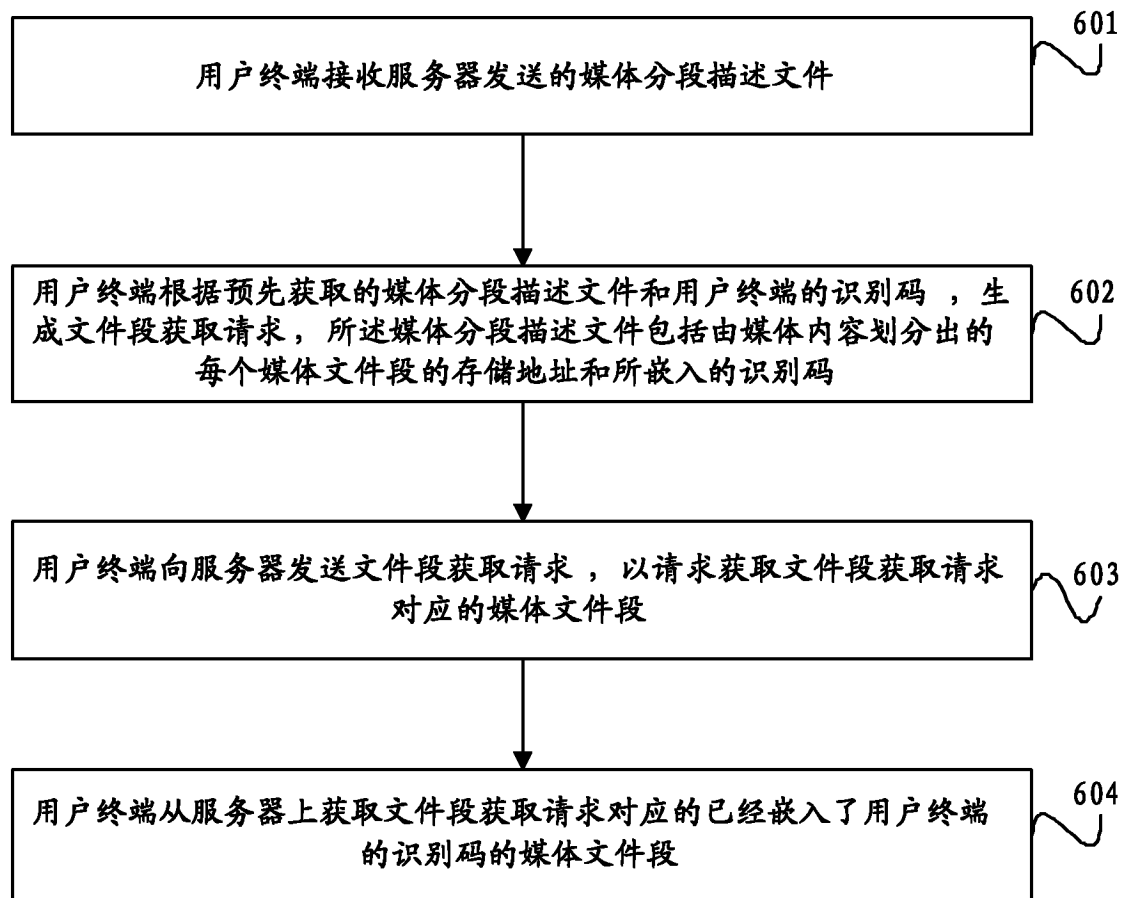 601
用户终端接收服务器发送的媒体分段描述文件
用户终端根据预先获取的媒体分段描述文件和用户终端的识别码，生
602
成文件段获取请求，所述媒体分段描述文件包括由媒体内容划分出的
每个媒体文件段的存储地址和所嵌入的识别码
用户终端向服务器发送文件段获取请求，以请求获取文件段获取请求
603
对应的媒体文件段
604
用户终端从服务器上获取文件段获取请求对应的已经嵌入了用户终端
的识别码的媒体文件段